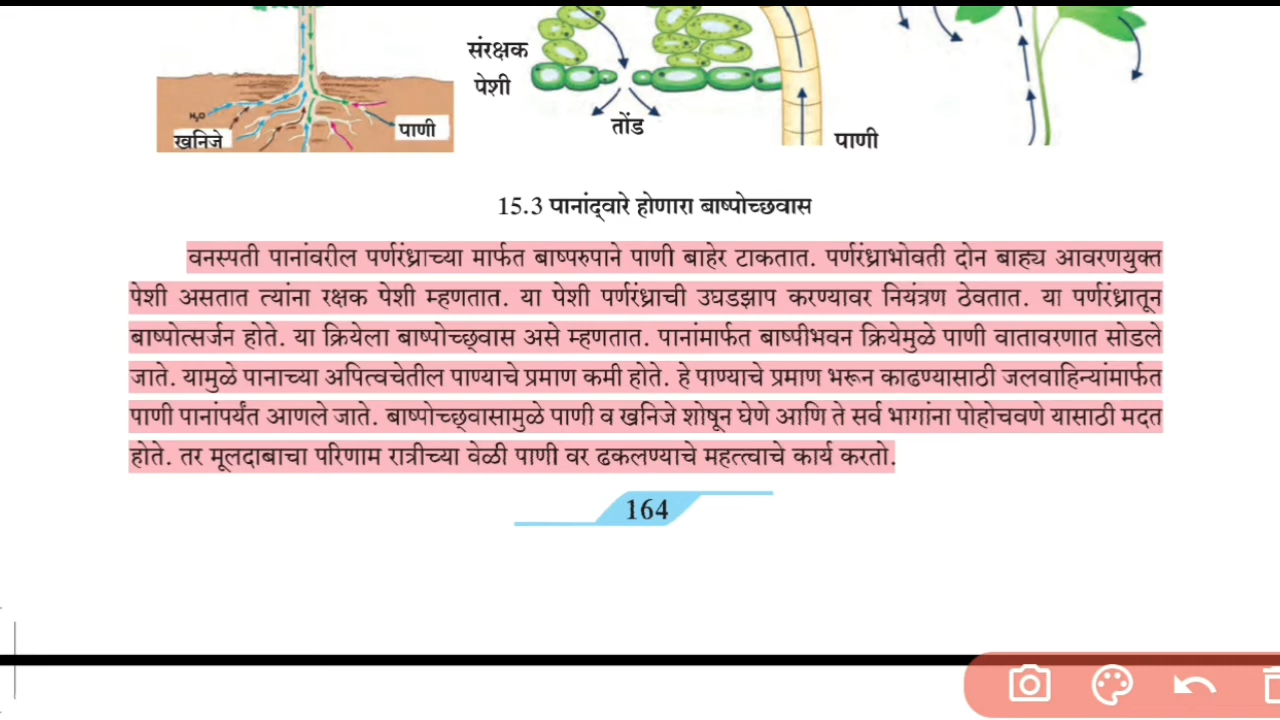 संरक्षक
पेशी
तोंड
पाणी
H₂O
खनिजे
पाणी
15.3 पानांद्वारे होणारा बाष्पोच्छवास
वनस्पती पानांवरील पर्णरंध्राच्या मार्फत बाष्परुपाने पाणी बाहेर टाकतात. पर्णरंध्राभोवती दोन बाह्य आवरणयुक्त
पेशी असतात त्यांना रक्षक पेशी म्हणतात. या पेशी पर्णरंध्राची उघडझाप करण्यावर नियंत्रण ठेवतात. या पर्णरंध्रातून
बाष्पोत्सर्जन होते. या क्रियेला बाष्पोच्छ्वास असे म्हणतात. पानांमार्फत बाष्पीभवन क्रियेमुळे पाणी वातावरणात सोडले
जाते. यामुळे पानाच्या अपित्वचेतील पाण्याचे प्रमाण कमी होते. हे पाण्याचे प्रमाण भरून काढण्यासाठी जलवाहिन्यांमार्फत
पाणी पानांपर्यंत आणले जाते. बाष्पोच्छ्वासामुळे पाणी व खनिजे शोषून घेणे आणि ते सर्व भागांना पोहोचवणे यासाठी मदत
होते. तर मूलदाबाचा परिणाम रात्रीच्या वेळी पाणी वर ढकलण्याचे महत्त्वाचे कार्य करतो.
164